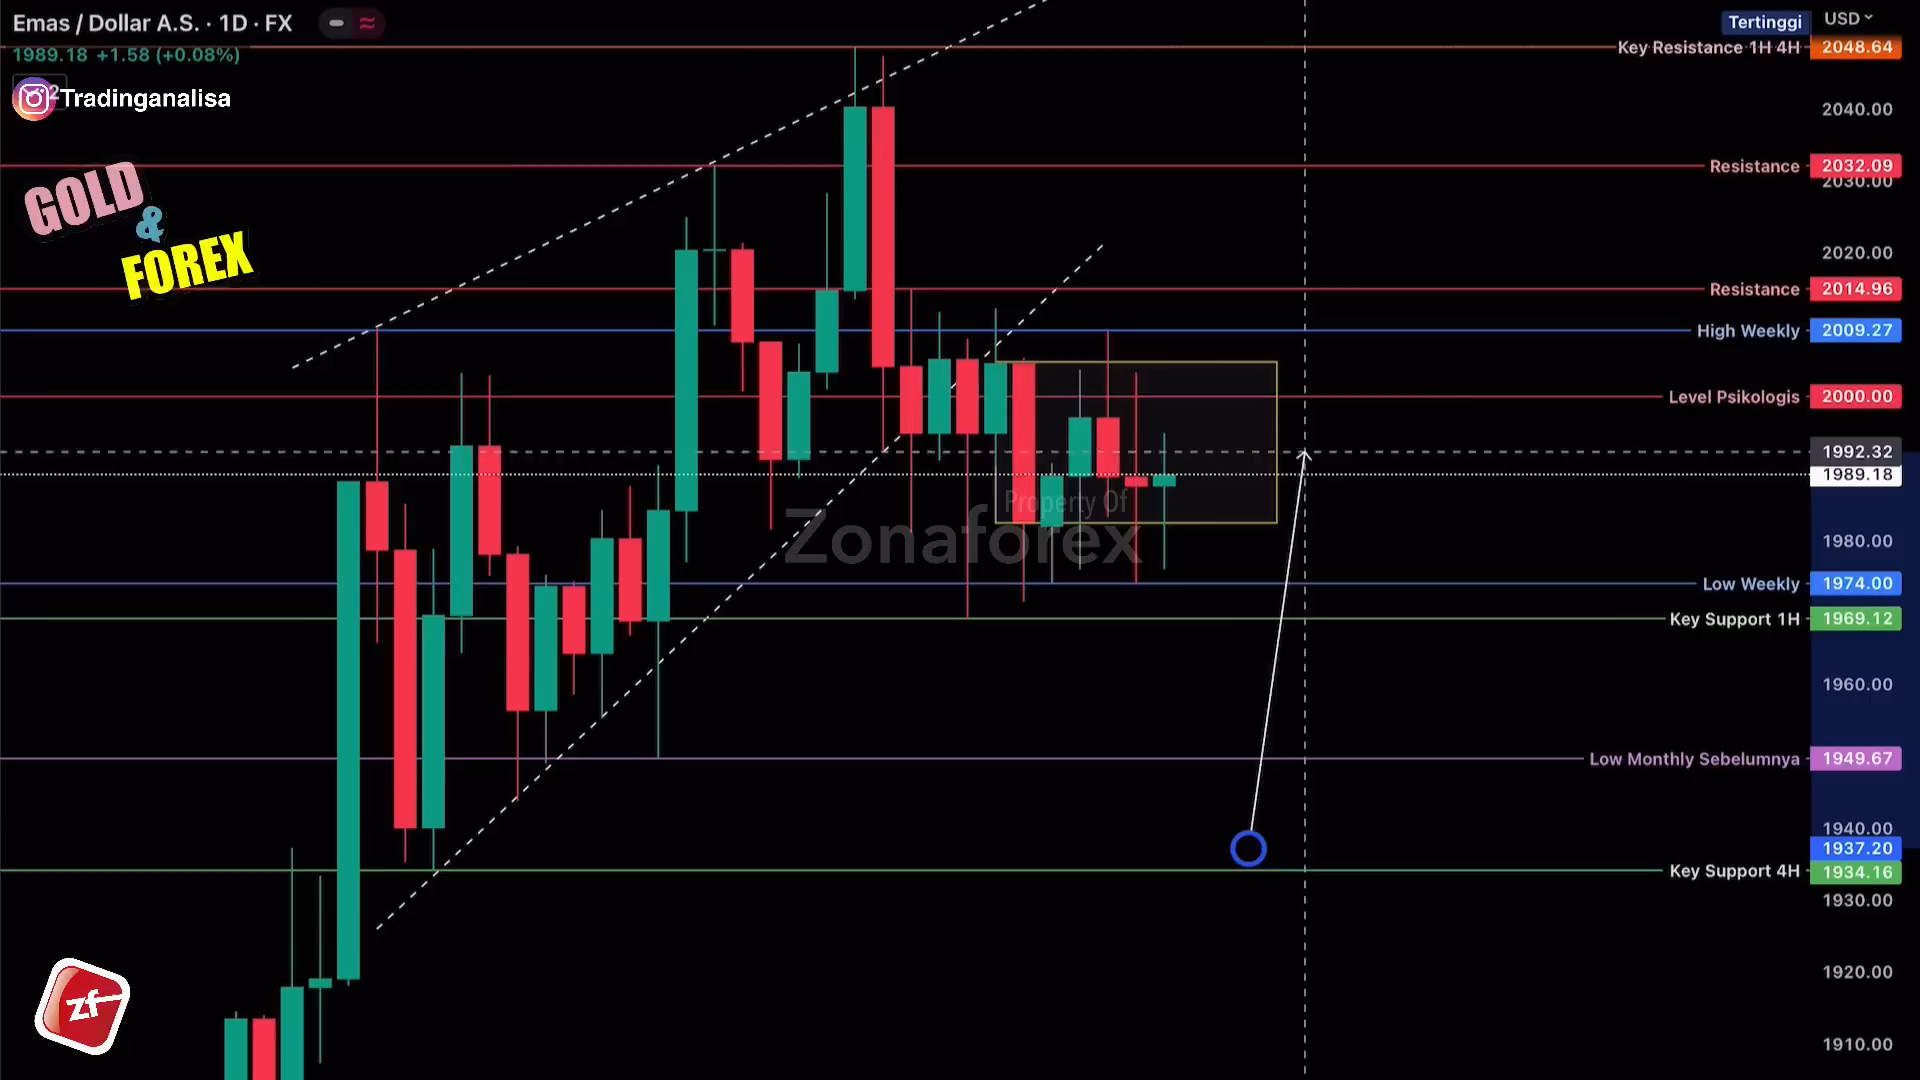 Emas / Dollar A.S. · 1D · FX
1989.18 +1.58 (+0.08%)
Tradinganalisa
GOLD
&
FOREX
Tertinggi
USD
Key Resistance 1H 4H
2048.64
2040.00
Resistance
2032.09
2030.00
2020.00
Resistance
2014.96
High Weekly
2009.27
Level Psikologis
2000.00
1992.32
1989.18
Property Of
Zonaforex
1980.00
Low Weekly
1974.00
Key Support 1H
1969.12
1960.00
Low Monthly Sebelumnya
1949.67
1940.00
1937.20
Key Support 4H
1934.16
1930.00
1920.00
1910.00
zf